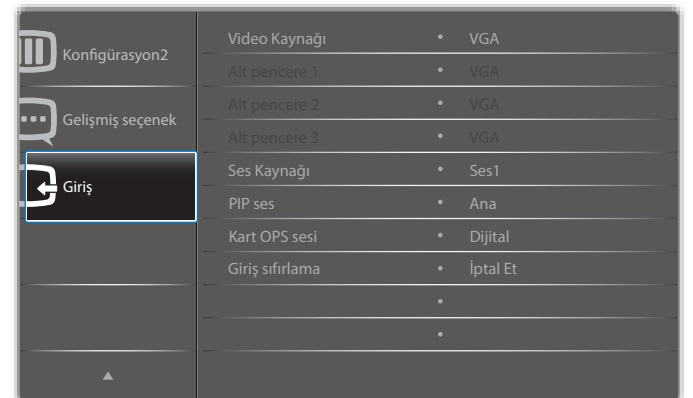 Konfigürasyon2
Gelişmiş seçenek
Giriş
Video Kaynağı • VGA
Alt pencere 1 • VGA
Alt pencere 2 • VGA
Alt pencere 3 • VGA
Ses Kaynağı • Ses1
PIP ses • Ana
Kart OPS sesi • Dijital
Giriş sıfırlama • İptal Et
•
•